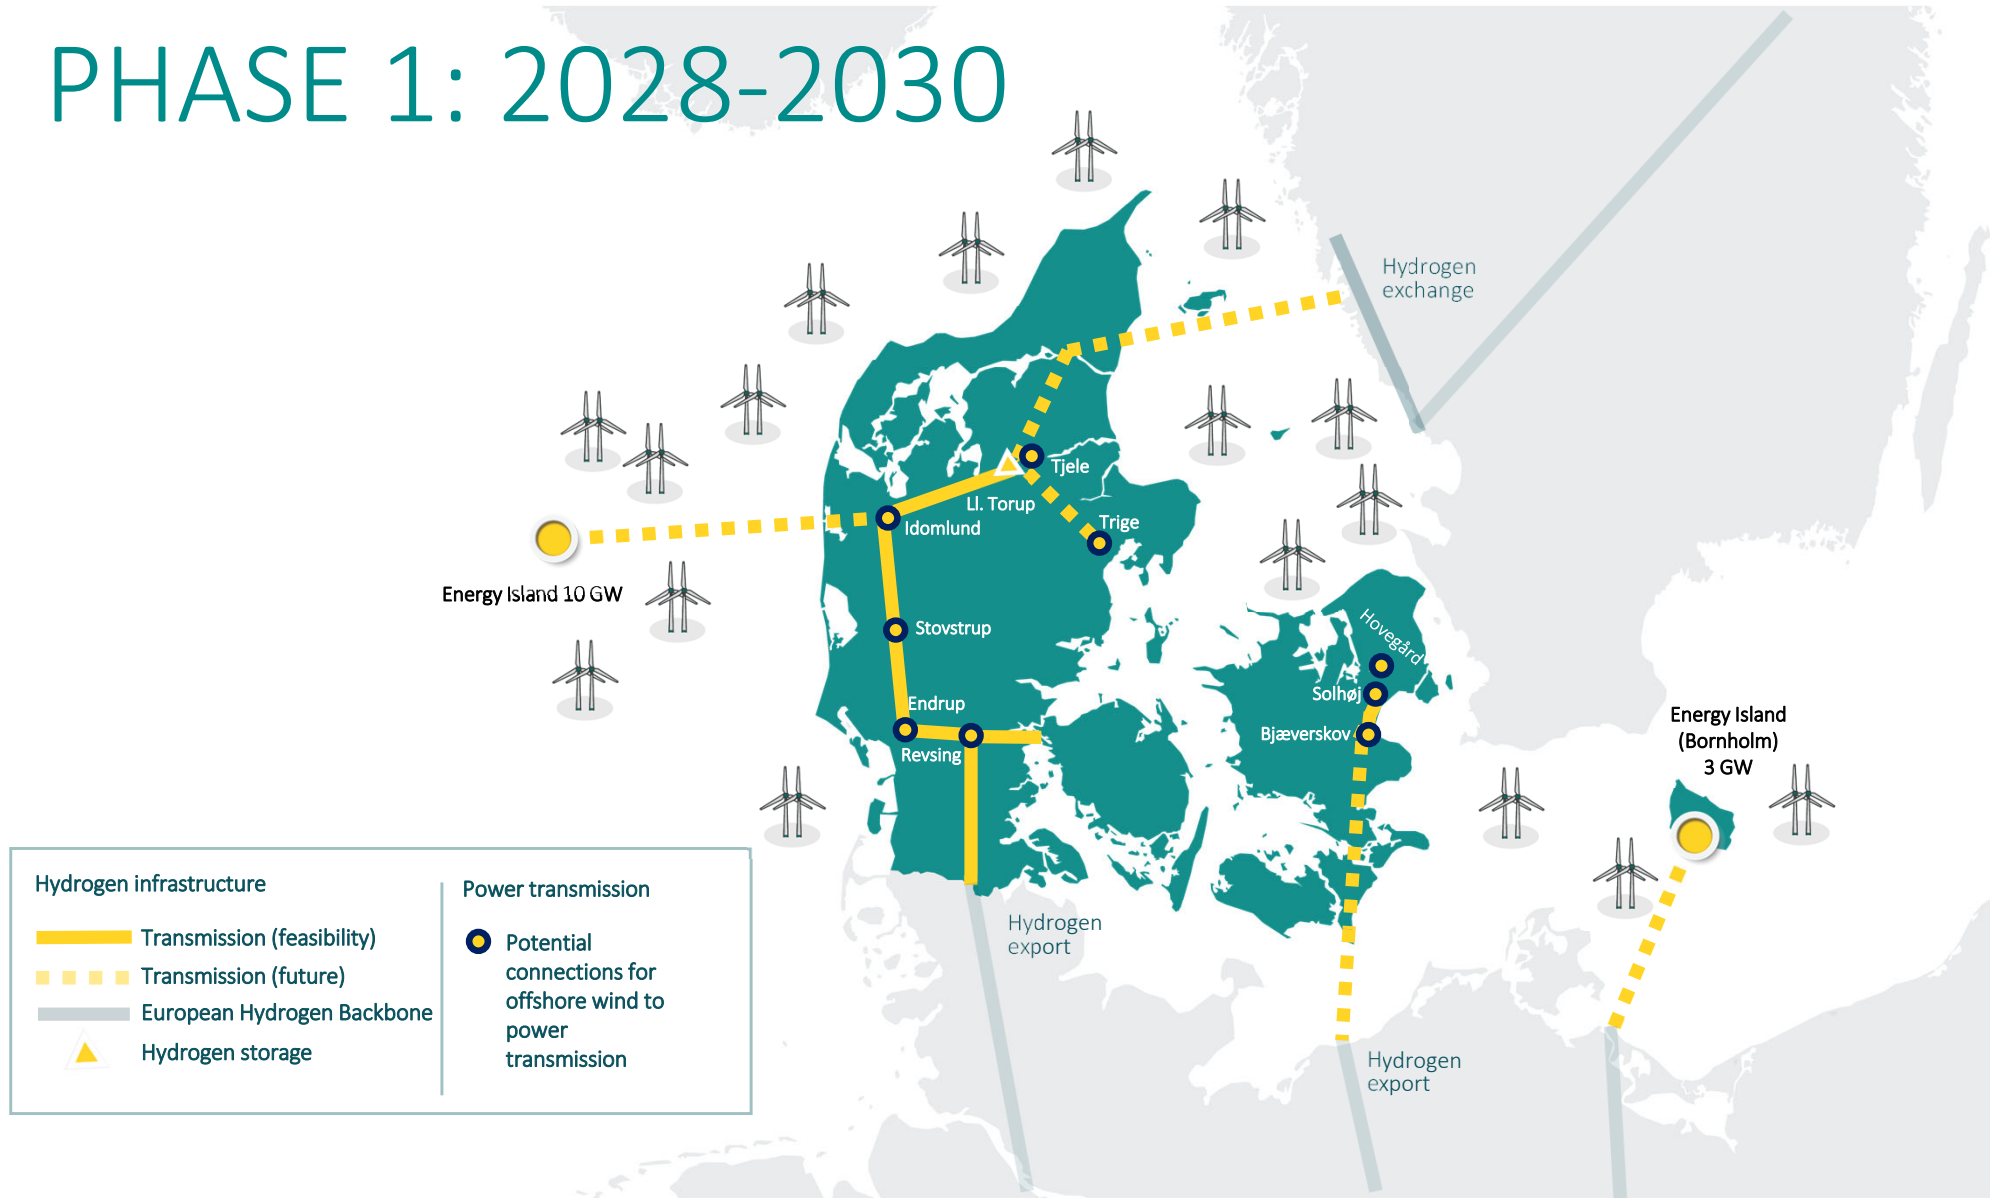 PHASE 1: 2028-2030
Hydrogen
exchange
Tjele
Ll. Torup
Trige
Idomlund
Energy Island 10 GW
Stovstrup
Hovegård
Solhøj
Endrup
Energy Island
(Bornholm)
3 GW
Bjæverskov
Revsing
Hydrogen
export
Hydrogen
export
Hydrogen infrastructure
Transmission (feasibility)
Transmission (future)
European Hydrogen Backbone
Hydrogen storage
Power transmission
Potential
connections for
offshore wind to
power
transmission